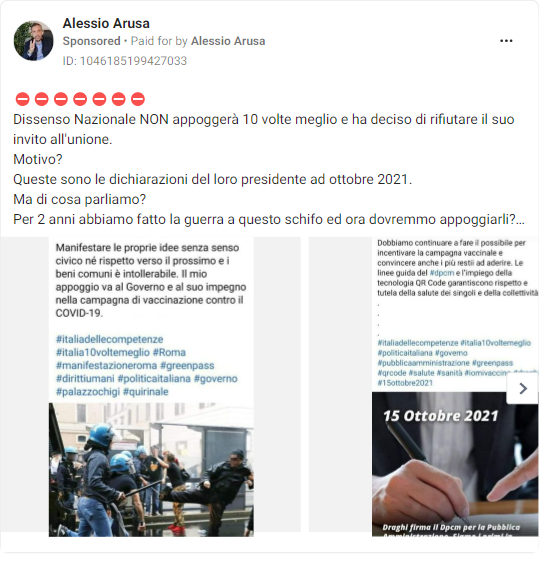 Alessio Arusa
Sponsored • Paid for by Alessio Arusa
ID: 1046185199427033
Dissenso Nazionale NON appoggerà 10 volte meglio e ha deciso di rifiutare il suo
invito all'unione.
Motivo?
Queste sono le dichiarazioni del loro presidente ad ottobre 2021.
Ma di cosa parliamo?
Per 2 anni abbiamo fatto la guerra a questo schifo ed ora dovremmo appoggiarli?...
Manifestare le proprie idee senza senso
civico né rispetto verso il prossimo e i
beni comuni è intollerabile. Il mio
appoggio va al Governo e al suo impegno
nella campagna di vaccinazione contro il
COVID-19.
#italiadellecompetenze
#italia10voltemeglio #Roma
#manifestazioneroma #greenpass
#dirittiumani #politicaitaliana #governo
#palazzochigi #quirinale
Dobbiamo continuare a fare il possibile per
incentivare la campagna vaccinale e
convincere anche i più restii ad aderire. Le
linee guida del #dpcm e l'impiego della
tecnologia QR Code garantiscono rispetto e
tutela della salute dei singoli e della collettività
.
.
.
.
#italiadellecompetenze #italia10voltemeglio
#politicaitaliana #governo
#pubblicaamministrazione #greenpass
#qrcode #salute #sanità #iomivaccino
#15ottobre2021
15 Ottobre 2021
Draghi firma il Dpcm per la Pubblica